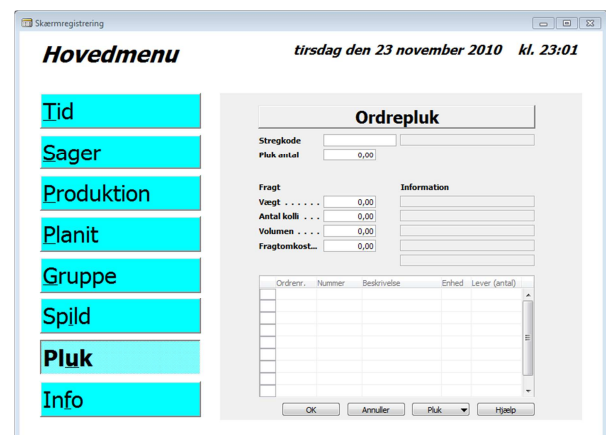 Skærmregistrering
Hovedmenu tirsdag den 23 november 2010 kl. 23:01
Tid
Sager
Produktion
Planit
Gruppe
Spild
Pluk
Info
Ordrepluk
Stregkode
Pluk antal 0,00
Fragt Information
Vægt . . . . . . 0,00
Antal kolli . . . 0,00
Volumen . . . . 0,00
Fragtomkost... 0,00
Ordrenr. Nummer Beskrivelse Enhed Lever (antal)
OK Annuller Pluk Hjælp